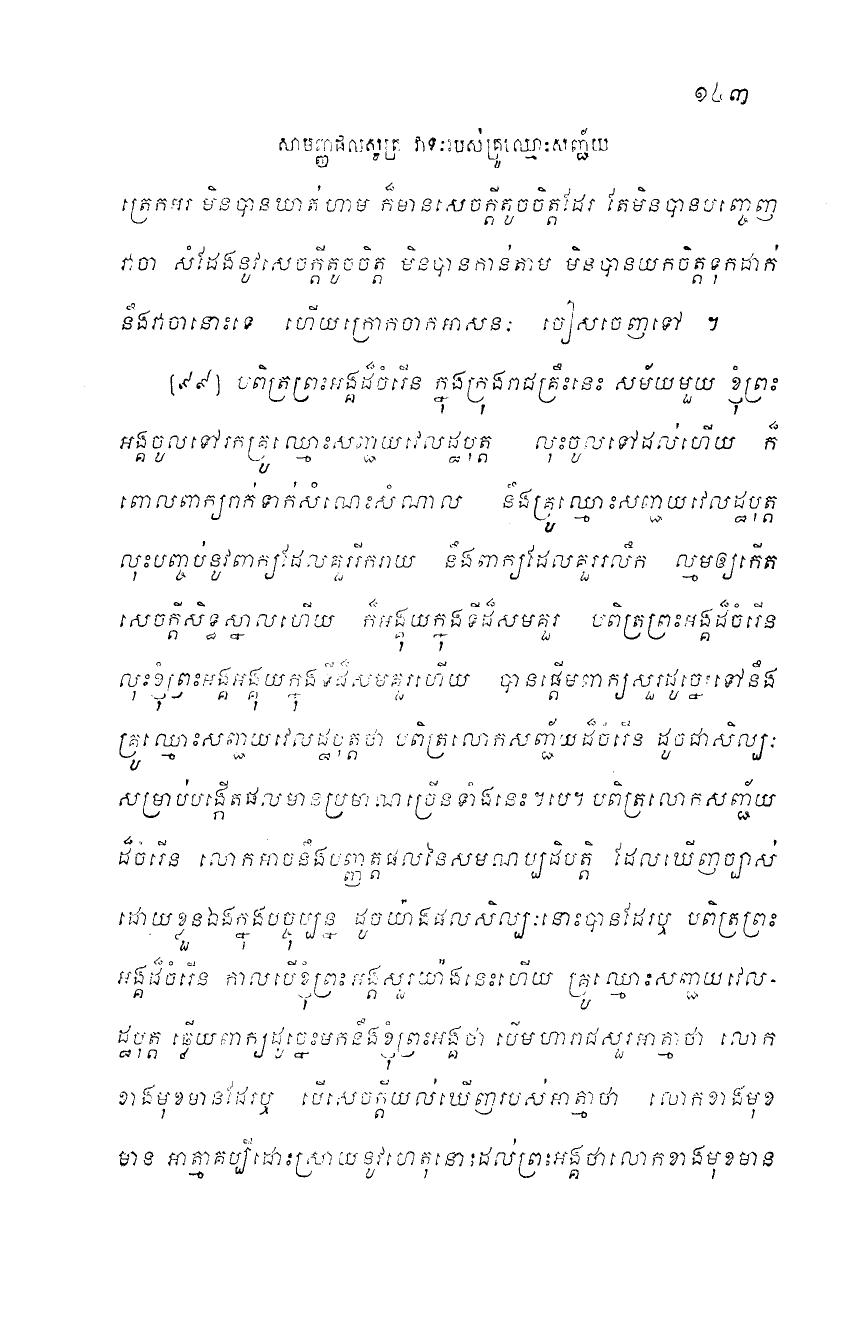 ១៤៣
សាមញ្ញផលសូត្រ វាទៈរបស់គ្រូឈ្មោះសញ្ជ័យ
ត្រេកអរ មិនបានឃាត់ហាម ក៏មានសេចក្តីតូចចិត្តដែរ តែមិនបានបញ្ចេញ
វាចា សំដែងនូវសេចក្តីតូចចិត្ត មិនបានកាន់តាម មិនបានយកចិត្តទុកដាក់
នឹងវាចានោះទេ ហើយក្រោកចាកអាសនៈ ចៀសចេញទៅ ។
[៩៩] បពិត្រព្រះអង្គដ៏ចំរើន ក្នុងក្រុងរាជគ្រឹះនេះ សម័យមួយ ខ្ញុំព្រះ
អង្គចូលទៅរកគ្រូឈ្មោះសញ្ជយវេលដ្ឋបុត្ត លុះចូលទៅដល់ហើយ ក៏
ពោលពាក្យពក់ទាក់សំណេះសំណាល នឹងគ្រូឈ្មោះសញ្ជយវេលដ្ឋបុត្ត
លុះបញ្ចប់នូវពាក្យដែលគួររីករាយ នឹងពាក្យដែលគួររលឹក ល្មមឲ្យកើត
សេចក្តីសិទ្ធស្នាលហើយ ក៏អង្គុយក្នុងទីដ៏សមគួរ បពិត្រព្រះអង្គដ៏ចំរើន
លុះខ្ញុំព្រះអង្គអង្គុយក្នុងទីដ៏សមគួរហើយ បានផ្តើមពាក្យសួរដូច្នេះទៅនឹង
គ្រូឈ្មោះសញ្ជយវេលដ្ឋបុត្តថា បពិត្រលោកសញ្ជ័យដ៏ចំរើន ដូចជាសិល្បៈ
សម្រាប់បង្កើតផលមានប្រមាណច្រើនទាំងនេះ ។បេ។ បពិត្រលោកសញ្ជ័យ
ដ៏ចំរើន លោកអាចនឹងបញ្ញត្តផលនៃសមណប្បដិបត្តិ ដែលឃើញច្បាស់
ដោយខ្លួនឯងក្នុងបច្ចុប្បន្ន ដូចយ៉ាងផលសិល្បៈនោះបានដែរឬ បពិត្រព្រះ
អង្គដ៏ចំរើន កាលបើខ្ញុំព្រះអង្គសួរយ៉ាងនេះហើយ គ្រូឈ្មោះសញ្ជយវេល-
ដ្ឋបុត្ត ឆ្លើយពាក្យដូច្នេះមកនឹងខ្ញុំព្រះអង្គថា បើមហារាជសួរអាត្មាថា លោក
ខាងមុខមានដែរឬ បើសេចក្តីយល់ឃើញរបស់អាត្មាថា លោកខាងមុខ
មាន អាត្មាគប្បីដោះស្រាយនូវហេតុនោះដល់ព្រះអង្គថាលោកខាងមុខមាន